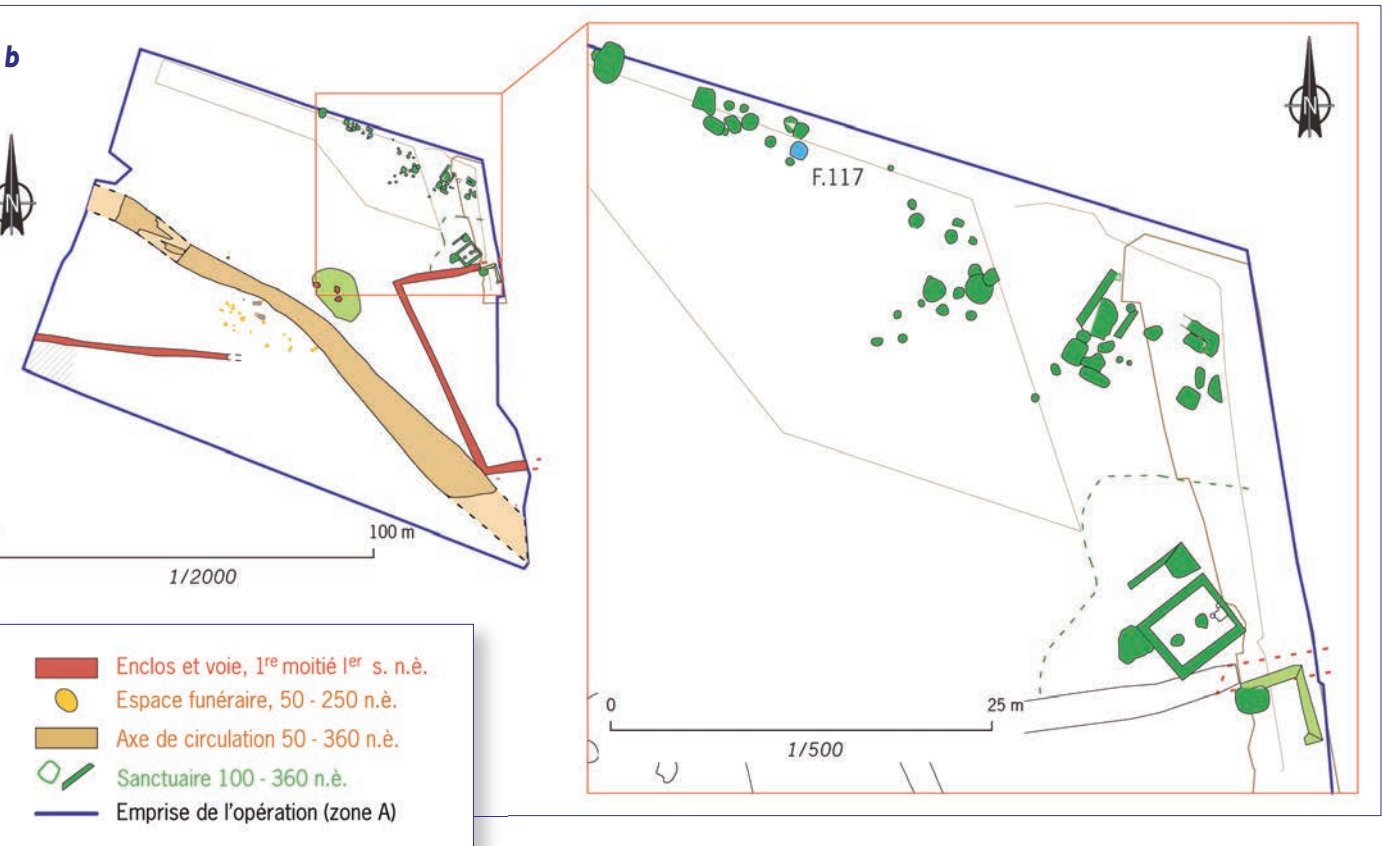 b
N
N
F.117
100 m
1/2000
0
25 m
1/500
Enclos et voie, 1re moitié Ier s. n.è.
Espace funéraire, 50 - 250 n.è.
Axe de circulation 50 - 360 n.è.
Sanctuaire 100 - 360 n.è.
Emprise de l'opération (zone A)